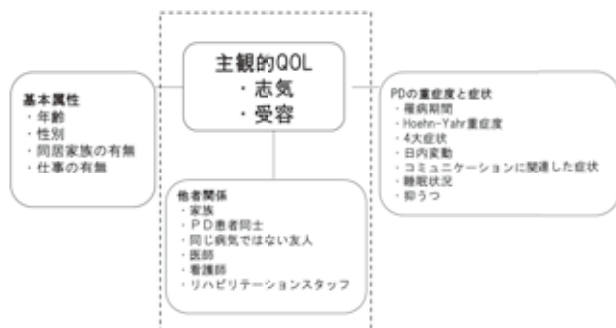 主観的QOL
・志気
・受容
基本属性
・年齢
・性別
・同居家族の有無
・仕事の有無
PDの重症度と症状
・罹病期間
・Hoehn-Yahr重症度
・4大症状
・日内変動
・コミュニケーションに関連した症状
・睡眠状況
・抑うつ
他者関係
・家族
・ＰＤ患者同士
・同じ病気ではない友人
・医師
・看護師
・リハビリテーションスタッフ